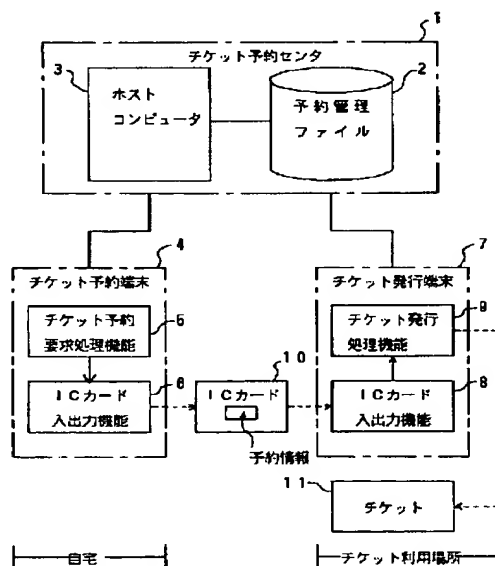 1
チケット予約センタ
3
ホスト
コンピュータ
2
予約管理
ファイル
4
チケット予約端末
5
チケット予約
要求処理機能
6
ICカード
入出力機能
10
ICカード
予約情報
7
チケット発行端末
9
チケット発行
処理機能
8
ICカード
入出力機能
11
チケット
自宅
チケット利用場所